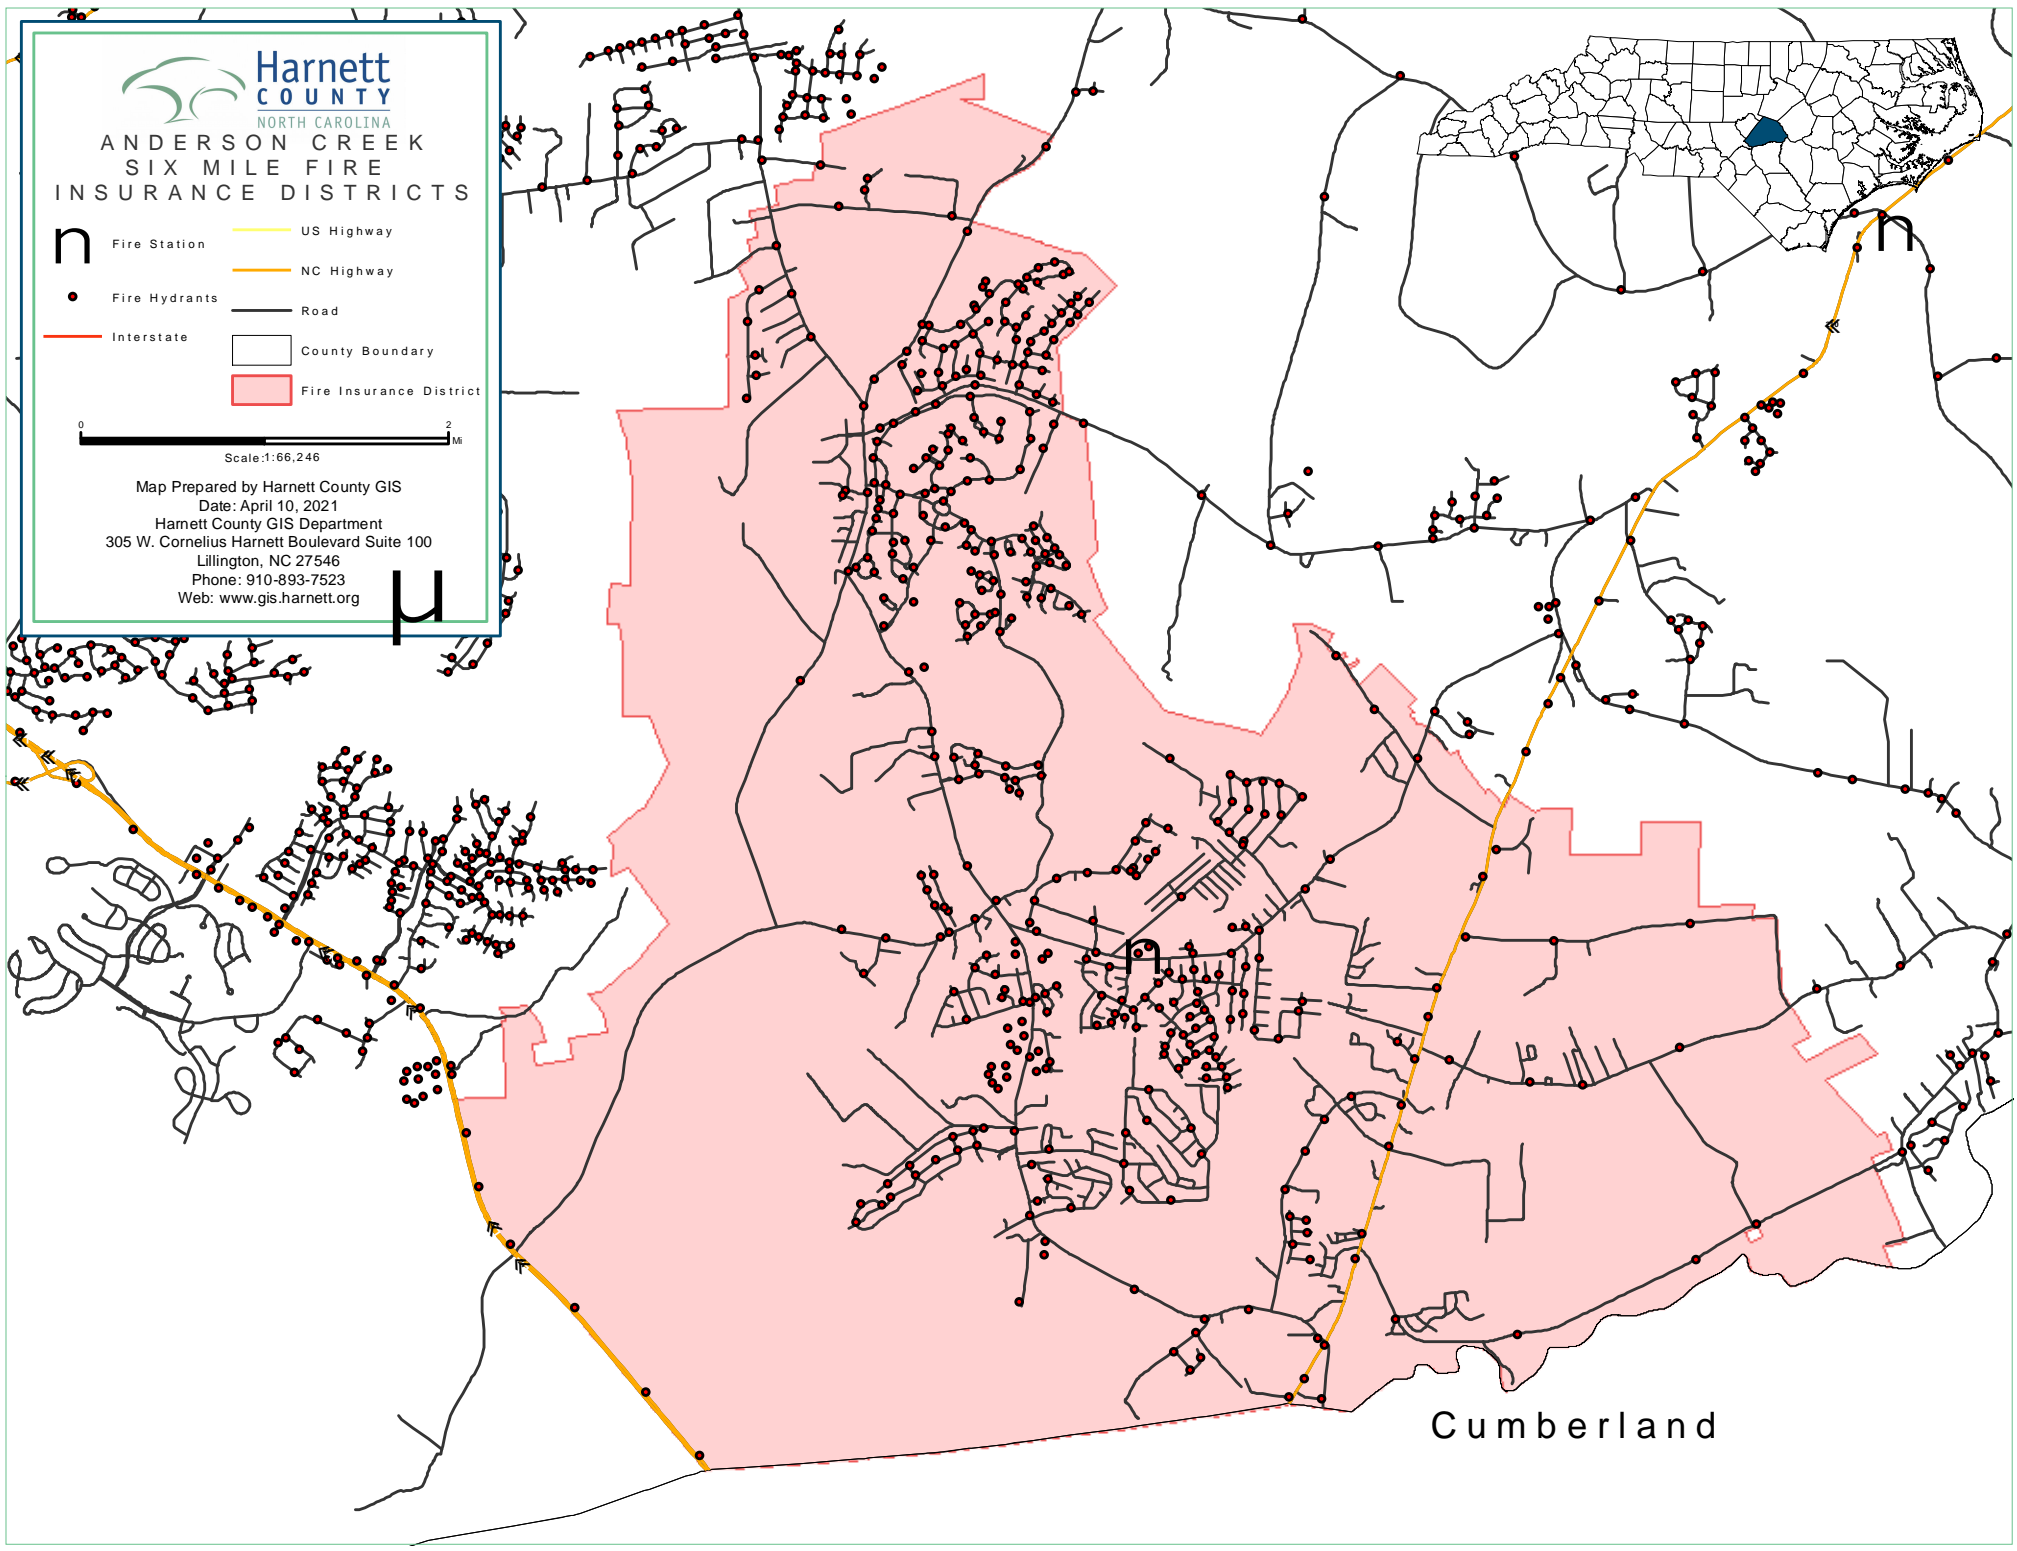 Harnett
COUNTY
NORTH CAROLINA
ANDERSON CREEK
SIX MILE FIRE
INSURANCE DISTRICTS
n
Fire Station
Fire Hydrants
Interstate
US Highway
NC Highway
Road
County Boundary
Fire Insurance District
0
2
Mi
Scale:1:66,246
Map Prepared by Harnett County GIS
Date: April 10, 2021
Harnett County GIS Department
305 W. Cornelius Harnett Boulevard Suite 100
Lillington, NC 27546
Phone: 910-893-7523
Web: www.gis.harnett.org
µ
n
n
Cumberland